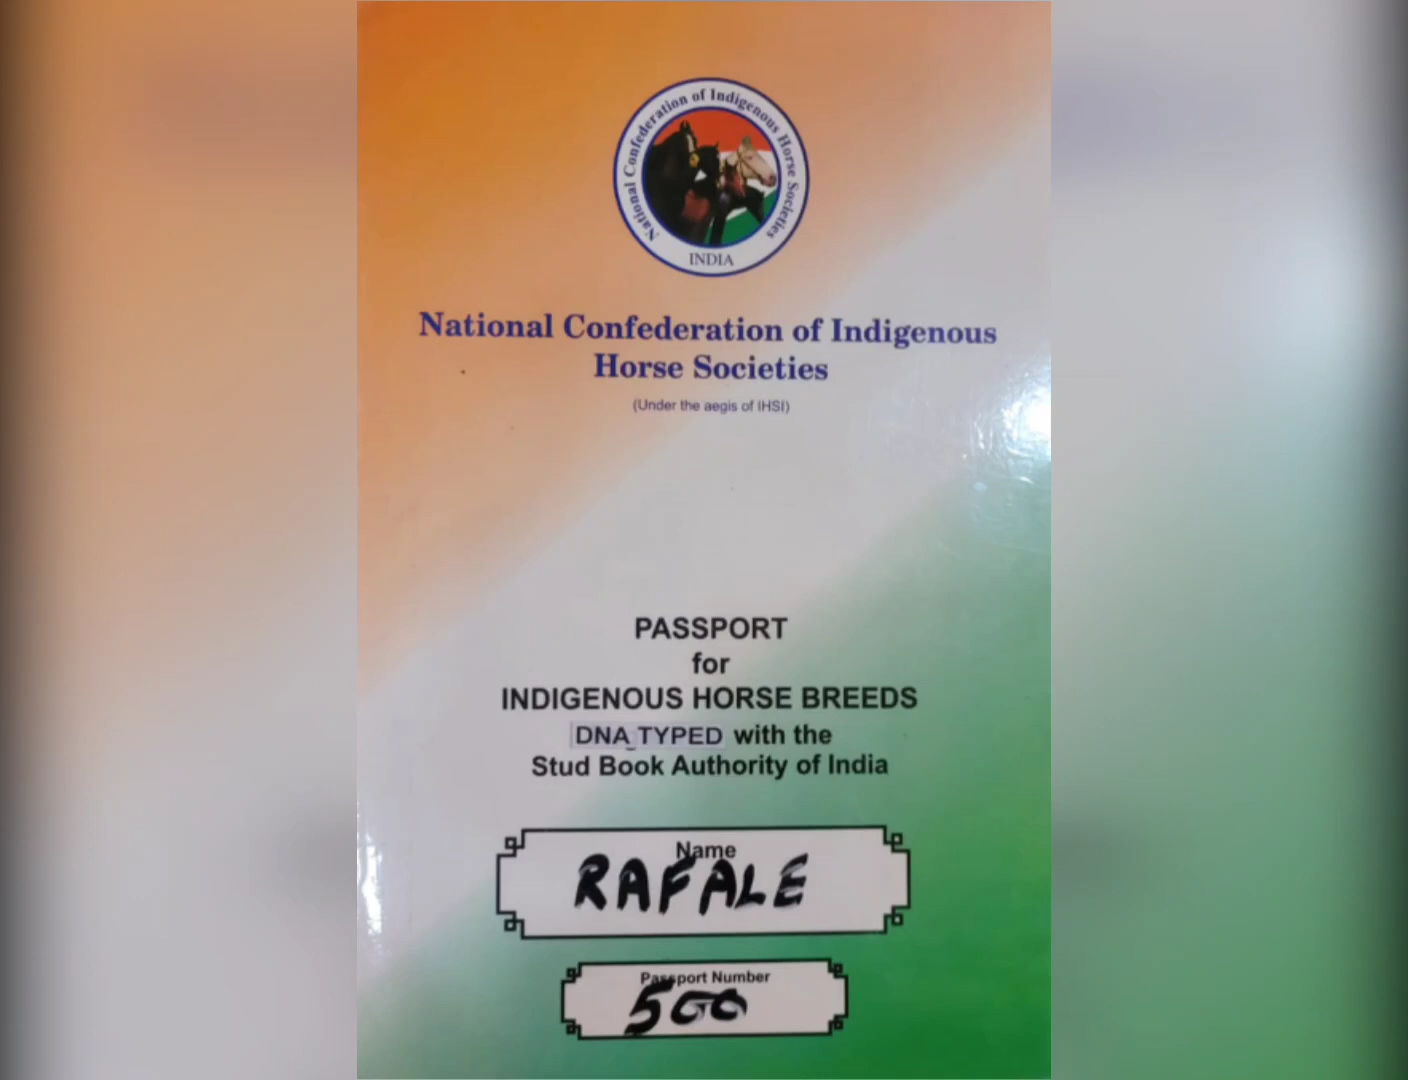 National Confederation of Indigenous Horse Societies
INDIA
National Confederation of Indigenous
Horse Societies
(Under the aegis of IHSI)
PASSPORT
for
INDIGENOUS HORSE BREEDS
DNA TYPED with the
Stud Book Authority of India
Name
RAFALE
Passport Number
500